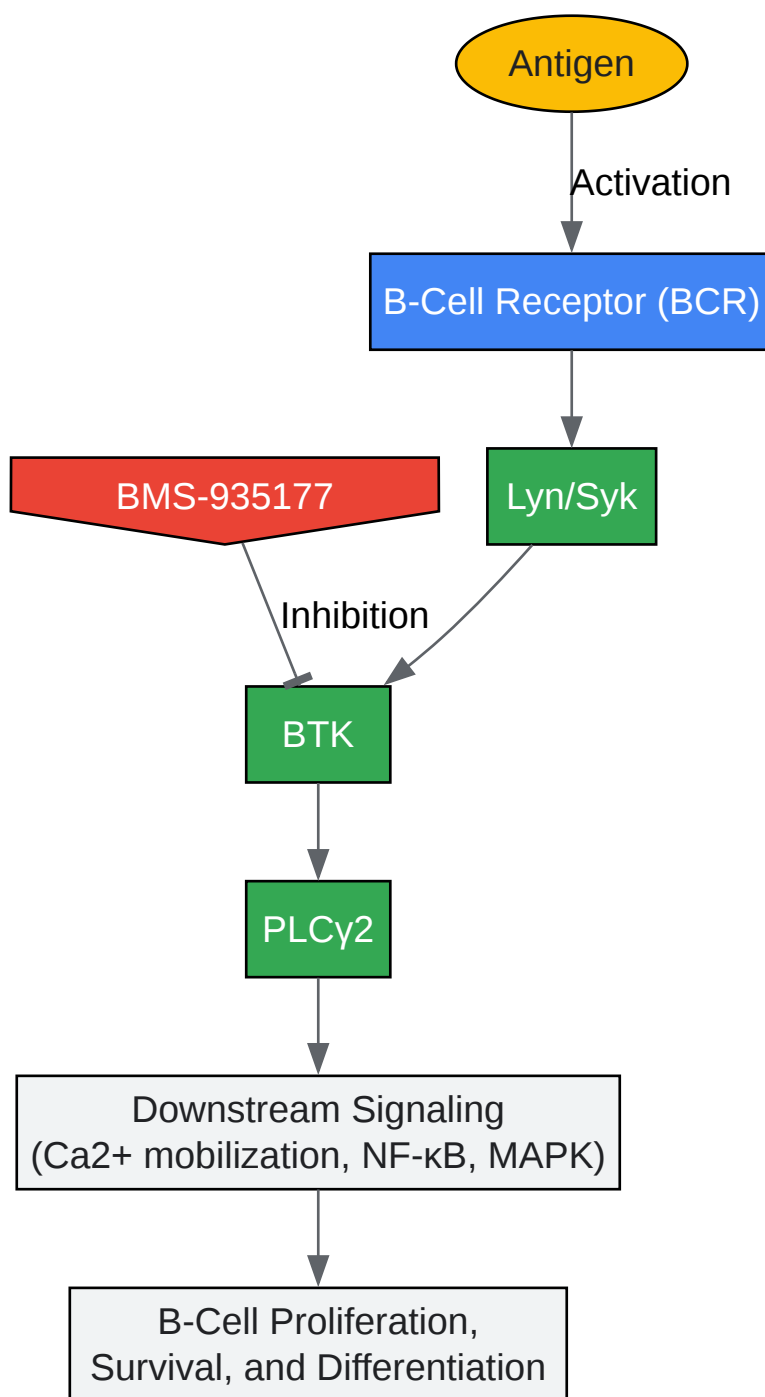 Antigen
Activation
B-Cell Receptor (BCR)
BMS-935177
Lyn/Syk
Inhibition
BTK
PLCγ2
Downstream Signaling
(Ca2+ mobilization, NF-κB, MAPK)
B-Cell Proliferation,
Survival, and Differentiation